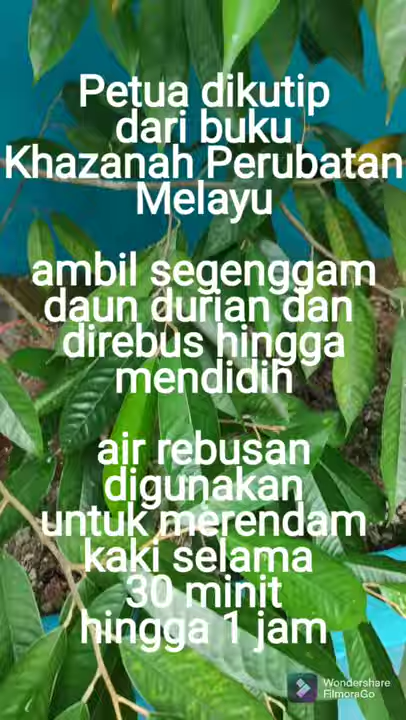 Petua dikutip
dari buku
Khazanah Perubatan
Melayu
ambil segenggam
daun durian dan
direbus hingga
mendidih
air rebusan
digunakan
untuk merendam
kaki selama
30 minit
hingga 1 jam
Wondershare
FilmoraGo